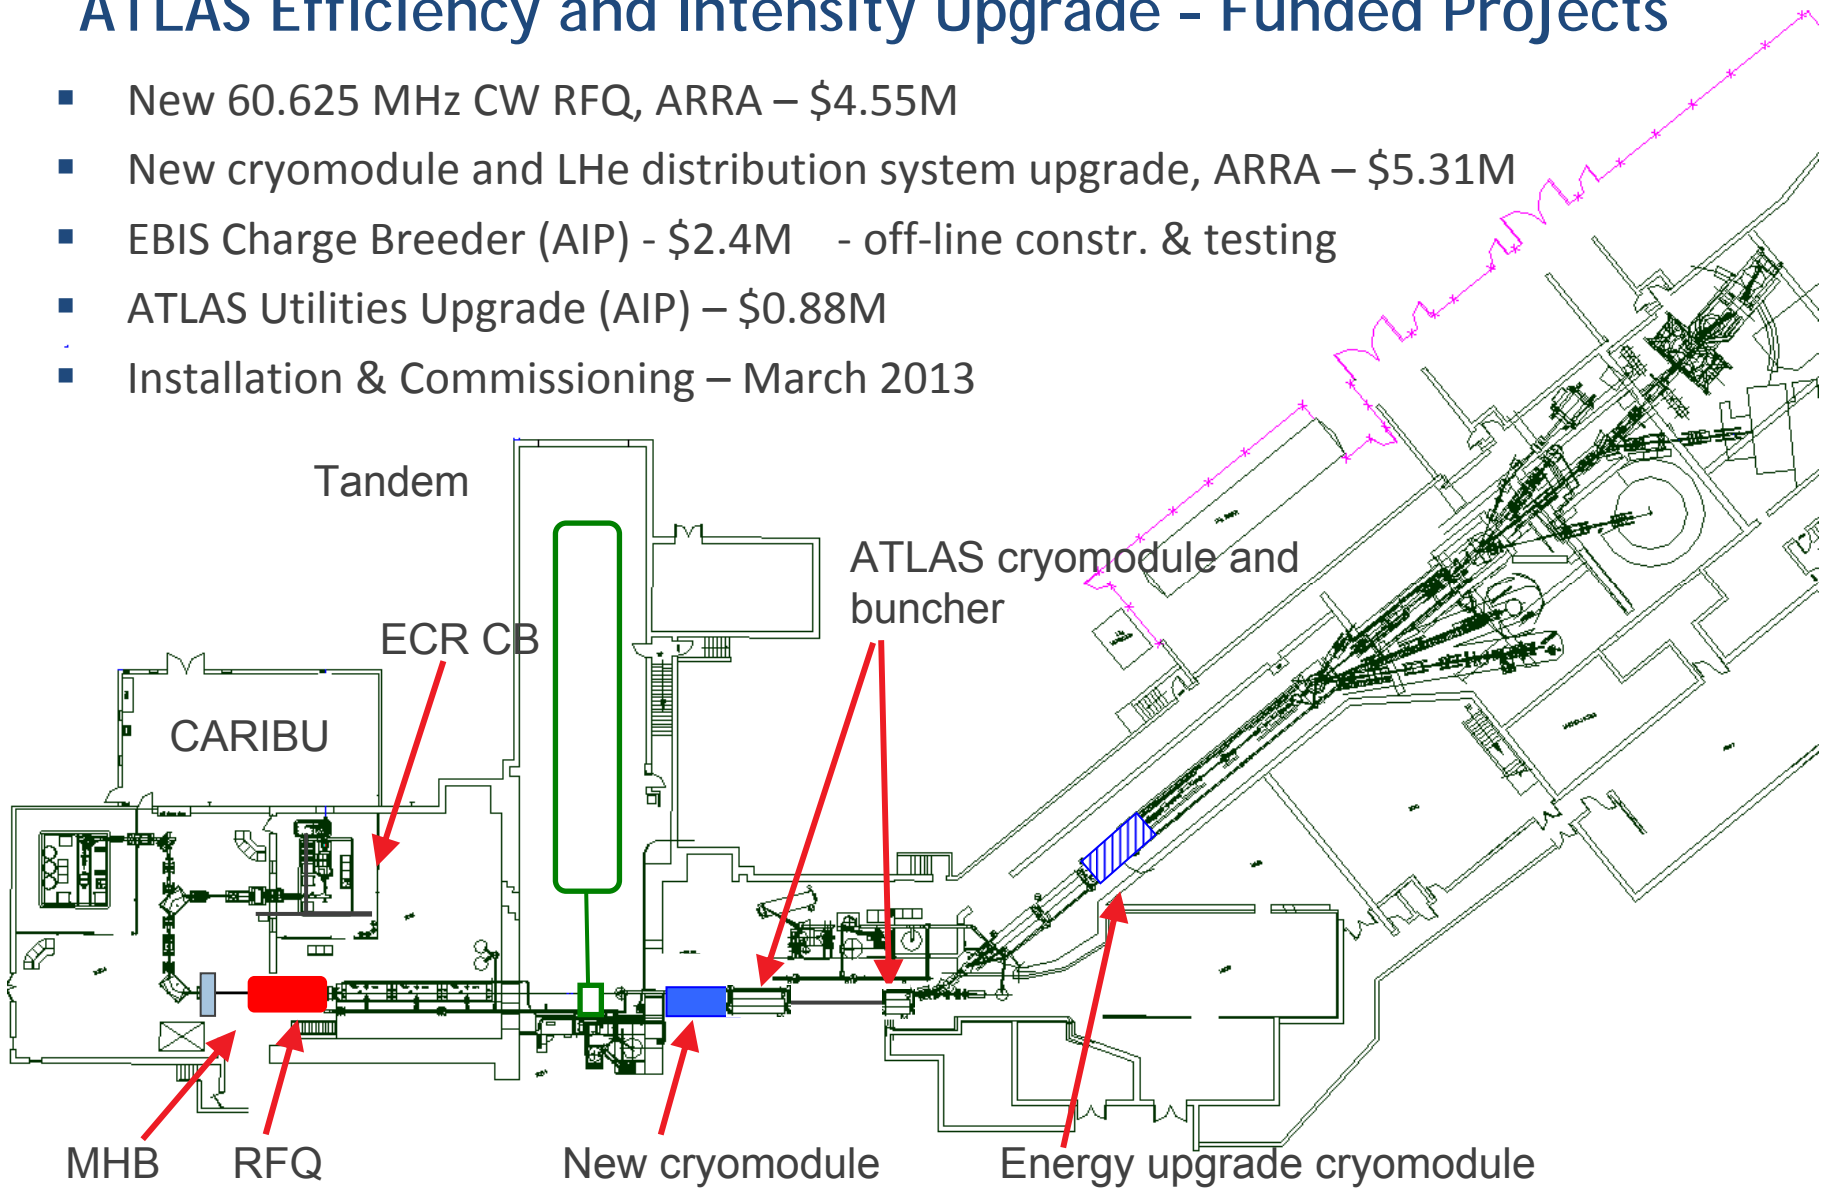 ATLAS Efficiency and Intensity Upgrade - Funded Projects
▪ New 60.625 MHz CW RFQ, ARRA – $4.55M
▪ New cryomodule and LHe distribution system upgrade, ARRA – $5.31M
▪ EBIS Charge Breeder (AIP) - $2.4M - off-line constr. & testing
▪ ATLAS Utilities Upgrade (AIP) – $0.88M
▪ Installation & Commissioning – March 2013
Tandem
ATLAS cryomodule and
buncher
ECR CB
CARIBU
MHB
RFQ
New cryomodule
Energy upgrade cryomodule